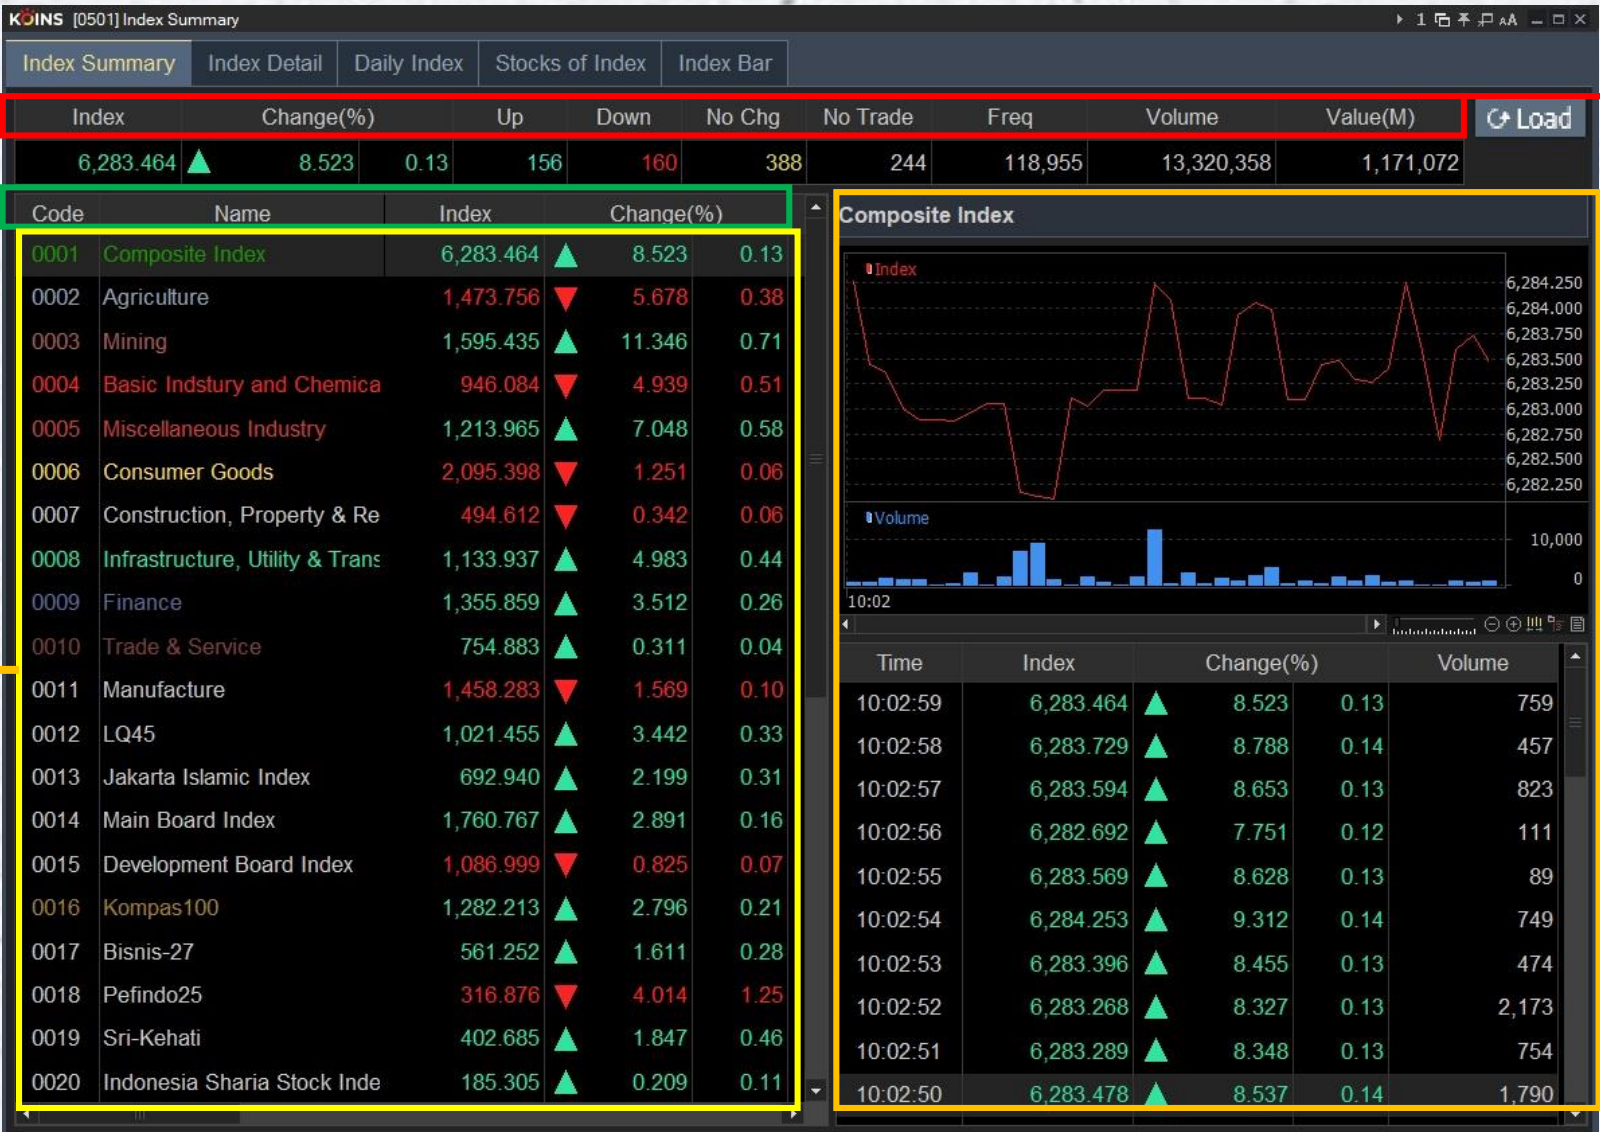 KOINS [0501] Index Summary 1 AA
Index Summary Index Detail Daily Index Stocks of Index Index Bar
Index Change(%) Up Down No Chg No Trade Freq Volume Value(M) Load
6,283.464 8.523 0.13 156 160 388 244 118,955 13,320,358 1,171,072
Code Name Index Change(%)
0001 Composite Index 6,283.464 8.523 0.13
0002 Agriculture 1,473.756 5.678 0.38
0003 Mining 1,595.435 11.346 0.71
0004 Basic Indstury and Chemica 946.084 4.939 0.51
0005 Miscellaneous Industry 1,213.965 7.048 0.58
0006 Consumer Goods 2,095.398 1.251 0.06
0007 Construction, Property & Re 494.612 0.342 0.06
0008 Infrastructure, Utility & Trans 1,133.937 4.983 0.44
0009 Finance 1,355.859 3.512 0.26
0010 Trade & Service 754.883 0.311 0.04
0011 Manufacture 1,458.283 1.569 0.10
0012 LQ45 1,021.455 3.442 0.33
0013 Jakarta Islamic Index 692.940 2.199 0.31
0014 Main Board Index 1,760.767 2.891 0.16
0015 Development Board Index 1,086.999 0.825 0.07
0016 Kompas100 1,282.213 2.796 0.21
0017 Bisnis-27 561.252 1.611 0.28
0018 Pefindo25 316.876 4.014 1.25
0019 Sri-Kehati 402.685 1.847 0.46
0020 Indonesia Sharia Stock Inde 185.305 0.209 0.11
Composite Index
Index
6,284.250
6,284.000
6,283.750
6,283.500
6,283.250
6,283.000
6,282.750
6,282.500
6,282.250
Volume
10,000
0
10:02
Time Index Change(%) Volume
10:02:59 6,283.464 8.523 0.13 759
10:02:58 6,283.729 8.788 0.14 457
10:02:57 6,283.594 8.653 0.13 823
10:02:56 6,282.692 7.751 0.12 111
10:02:55 6,283.569 8.628 0.13 89
10:02:54 6,284.253 9.312 0.14 749
10:02:53 6,283.396 8.455 0.13 474
10:02:52 6,283.268 8.327 0.13 2,173
10:02:51 6,283.289 8.348 0.13 754
10:02:50 6,283.478 8.537 0.14 1,790